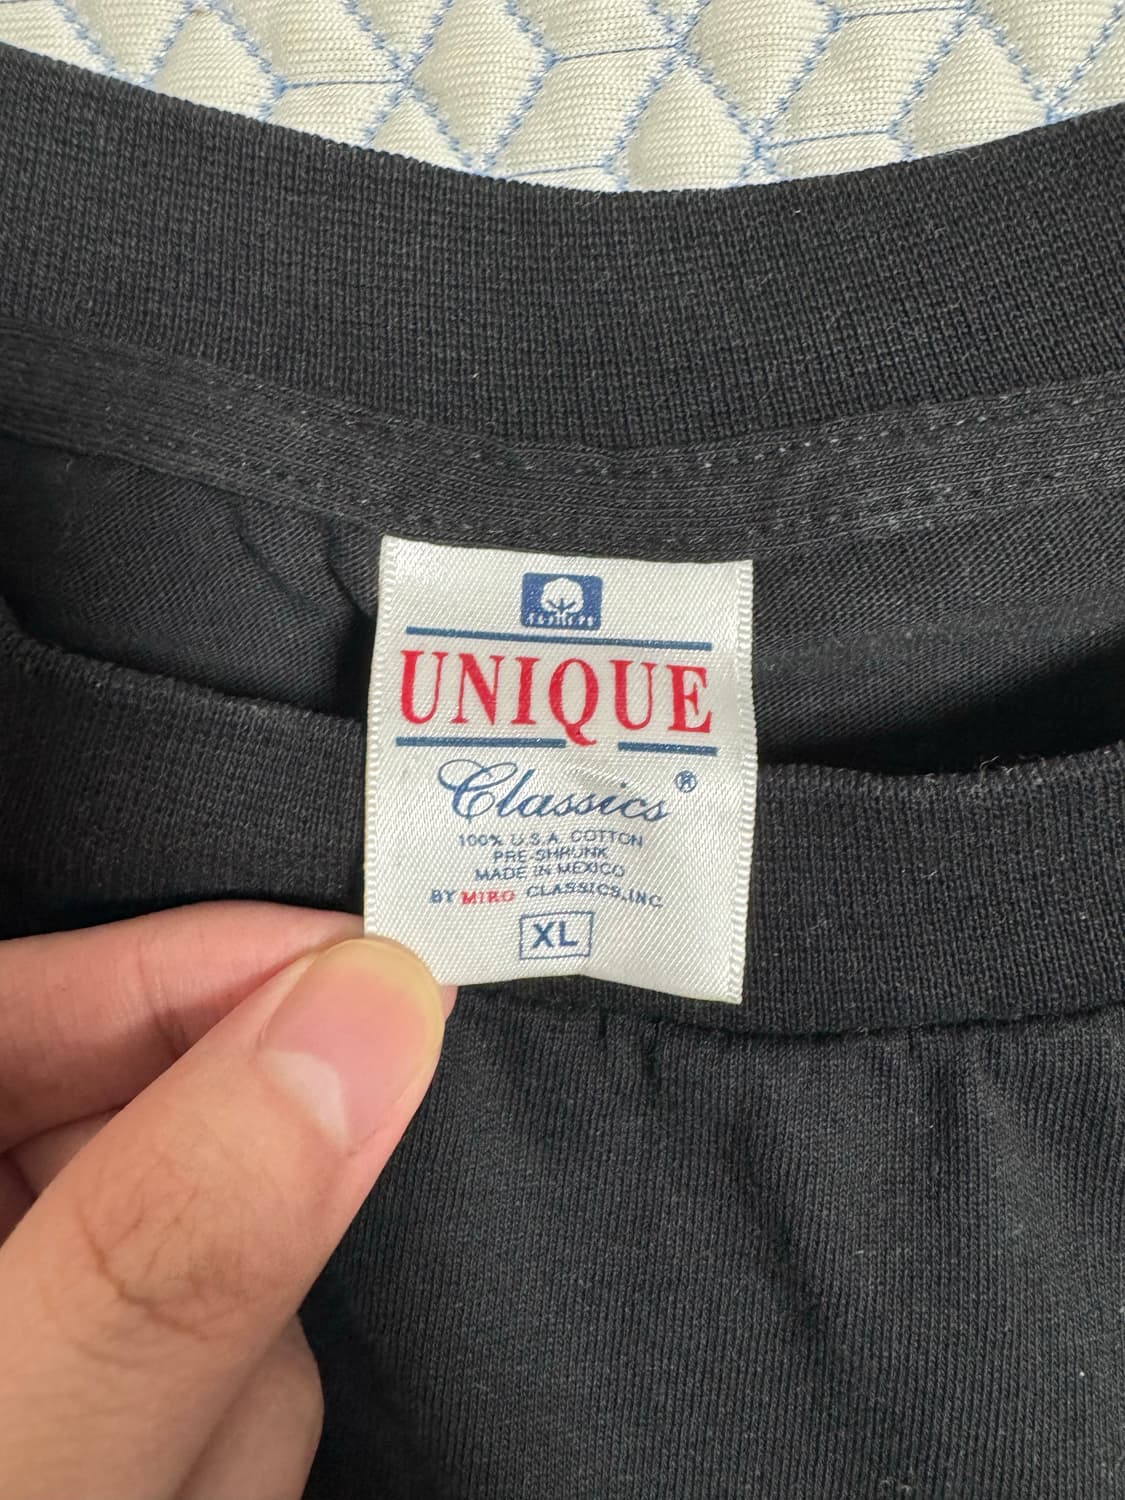 UNIQUE
Classics®
100% U.S.A. COTTON
PRE-SHRUNK
MADE IN MEXICO
BY MIRO CLASSICS, INC
XL